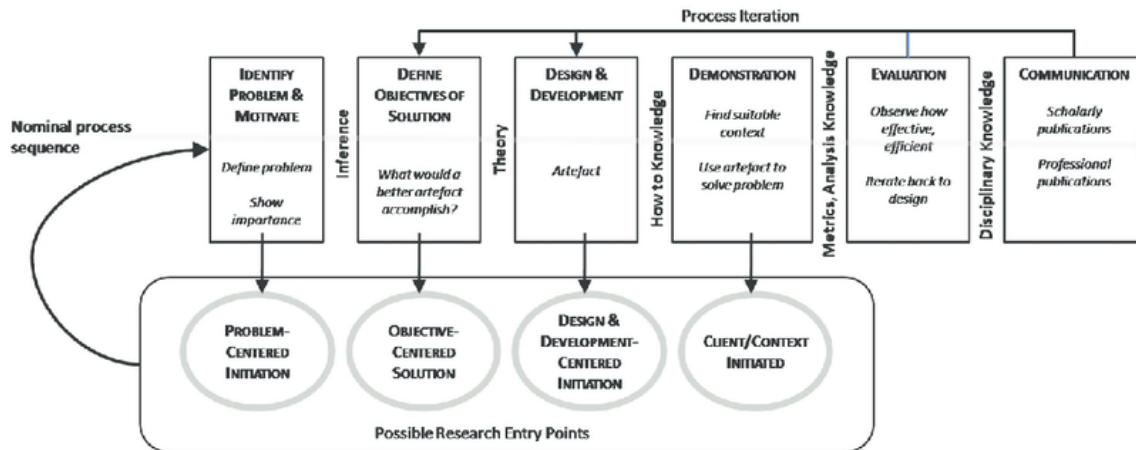 Process Iteration
Nominal process
sequence
IDENTIFY
PROBLEM &
MOTIVATE
Define problem
Show
importance
Inference
DEFINE
OBJECTIVES OF
SOLUTION
What would a
better artefact
accomplish?
Theory
DESIGN &
DEVELOPMENT
Artefact
How to Knowledge
DEMONSTRATION
Find suitable
context
Use artefact to
solve problem
Metrics, Analysis Knowledge
EVALUATION
Observe how
effective,
efficient
Iterate back to
design
Disciplinary Knowledge
COMMUNICATION
Scholarly
publications
Professional
publications
PROBLEM-
CENTERED
INITIATION
OBJECTIVE-
CENTERED
SOLUTION
DESIGN &
DEVELOPMENT-
CENTERED
INITIATION
CLIENT/CONTEXT
INITIATED
Possible Research Entry Points